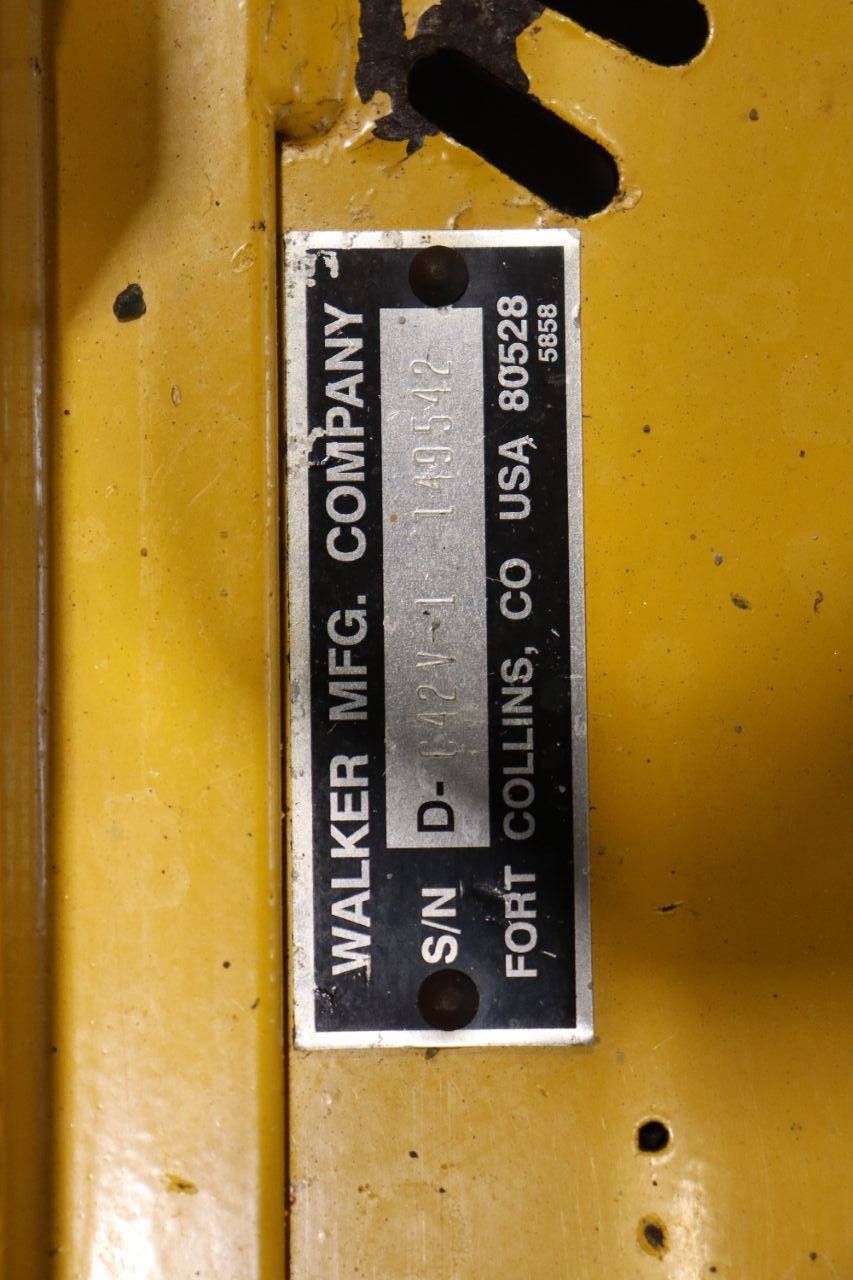 WALKER MFG. COMPANY
S/N D-C42V-1 149542
FORT COLLINS, CO USA 80528
5858